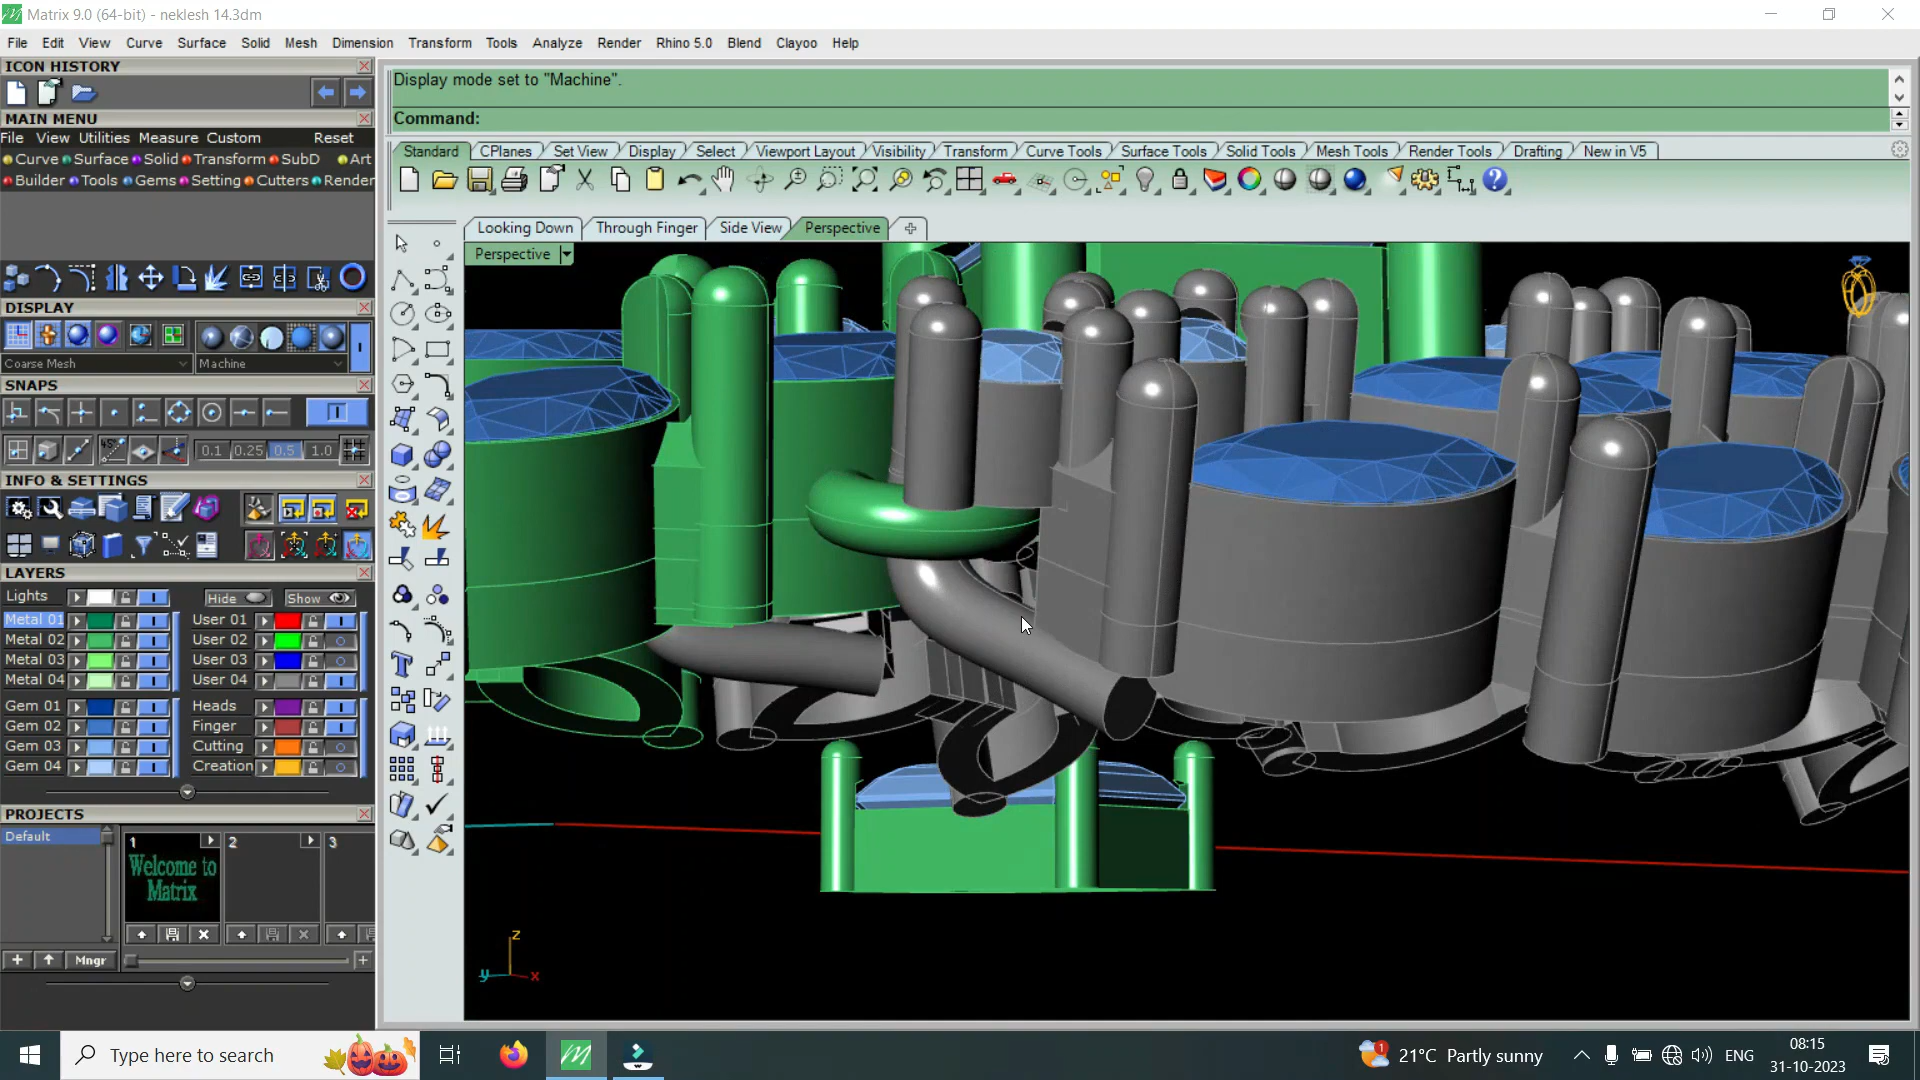 Matrix 9.0 (64-bit) - neklesh 14.3dm
File Edit View Curve Surface Solid Mesh Dimension Transform Tools Analyze Render Rhino 5.0 Blend Clayoo Help
ICON HISTORY
Display mode set to "Machine".
MAIN MENU
Command:
File View Utilities Measure Custom Reset
Standard CPlanes Set View Display Select Viewport Layout Visibility Transform Curve Tools Surface Tools Solid Tools Mesh Tools Render Tools Drafting New in V5
Curve Surface Solid Transform SubD Art
Builder Tools Gems Setting Cutters Render
Looking Down Through Finger Side View Perspective
Perspective
DISPLAY
Coarse Mesh Machine
SNAPS
0.1 0.25 0.5 1.0
INFO & SETTINGS
LAYERS
Lights Hide Show
Metal 01 User 01
Metal 02 User 02
Metal 03 User 03
Metal 04 User 04
Gem 01 Heads
Gem 02 Finger
Gem 03 Cutting
Gem 04 Creation
PROJECTS
Default 1 2 3
Welcome to
Matrix
Mngr
z
y x
Type here to search
1 21°C Partly sunny ENG 08:15
31-10-2023